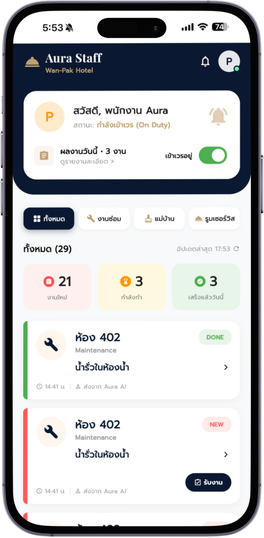 5:53
74
Aura Staff
Wan-Pak Hotel
P
P
สวัสดี, พนักงาน Aura
สถานะ: กำลังเข้าเวร (On Duty)
ผลงานวันนี้ • 3 งาน
ดูรายงานละเอียด >
เข้าเวรอยู่
ทั้งหมด
งานซ่อม
แม่บ้าน
รูมเซอร์วิส
ทั้งหมด (29)
อัปเดตล่าสุด 17:53
21
งานใหม่
3
กำลังทำ
3
เสร็จแล้ววันนี้
ห้อง 402
DONE
Maintenance
น้ำรั่วในห้องน้ำ
14:41 น.
ส่งจาก Aura AI
ห้อง 402
NEW
Maintenance
น้ำรั่วในห้องน้ำ
รับงาน
14:41 น.
ส่งจาก Aura AI